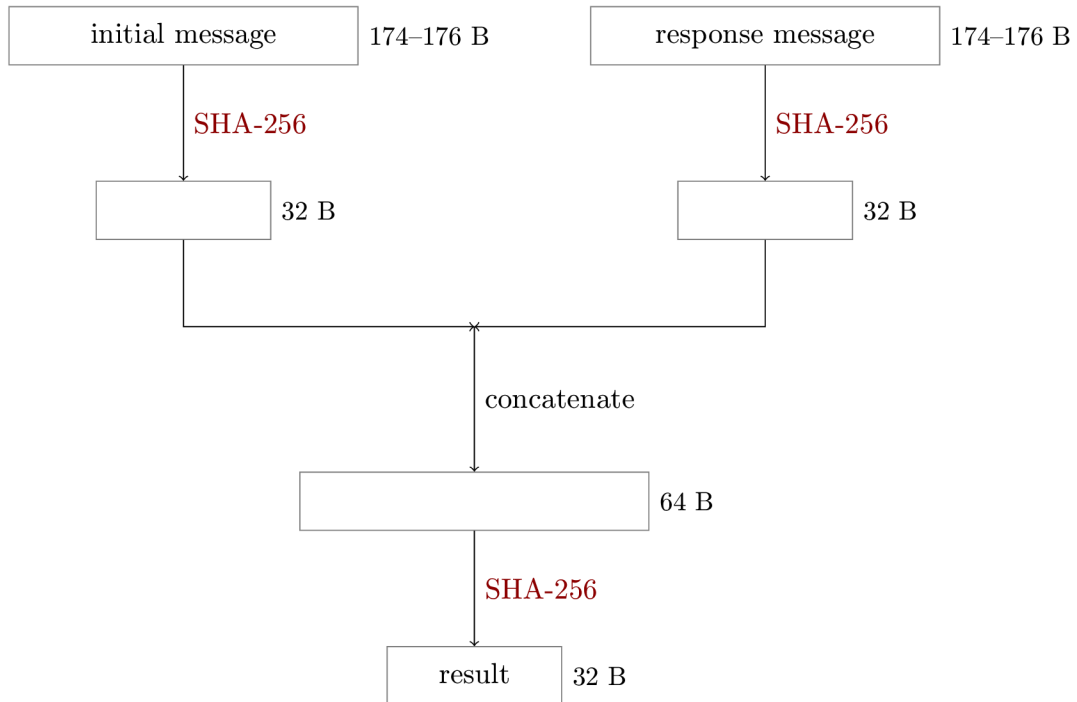 initial message 174–176 B response message 174–176 B
SHA-256 SHA-256
32 B 32 B
concatenate
64 B
SHA-256
result 32 B